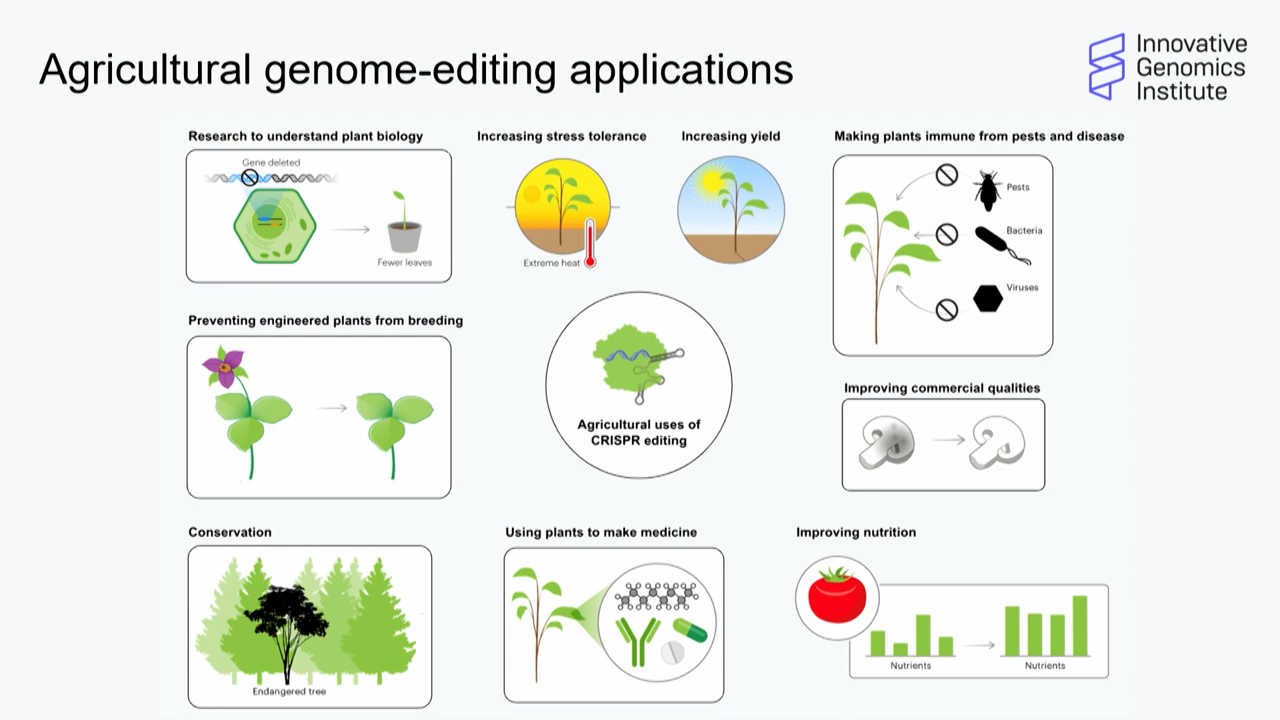 Agricultural genome-editing applications
Innovative
Genomics
Institute
Research to understand plant biology
Gene deleted
Fewer leaves
Increasing stress tolerance
Extreme heat
Increasing yield
Making plants immune from pests and disease
Pests
Bacteria
Viruses
Preventing engineered plants from breeding
Agricultural uses of
CRISPR editing
Improving commercial qualities
Conservation
Endangered tree
Using plants to make medicine
Improving nutrition
Nutrients
Nutrients